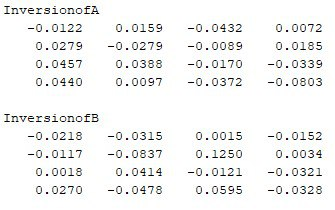 InversionofA
-0.0122 0.0159 -0.0432 0.0072
0.0279 -0.0279 -0.0089 0.0185
0.0457 0.0388 -0.0170 -0.0339
0.0440 0.0097 -0.0372 -0.0803
InversionofB
-0.0218 -0.0315 0.0015 -0.0152
-0.0117 -0.0837 0.1250 0.0034
0.0018 0.0414 -0.0121 -0.0321
0.0270 -0.0478 0.0595 -0.0328